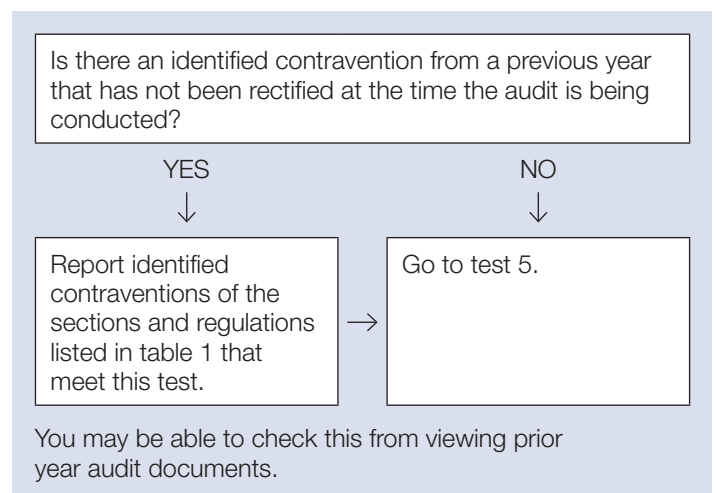 Is there an identified contravention from a previous year
that has not been rectified at the time the audit is being
conducted?
YES
NO
Report identified
contraventions of the
sections and regulations
listed in table 1 that
meet this test.
Go to test 5.
You may be able to check this from viewing prior
year audit documents.